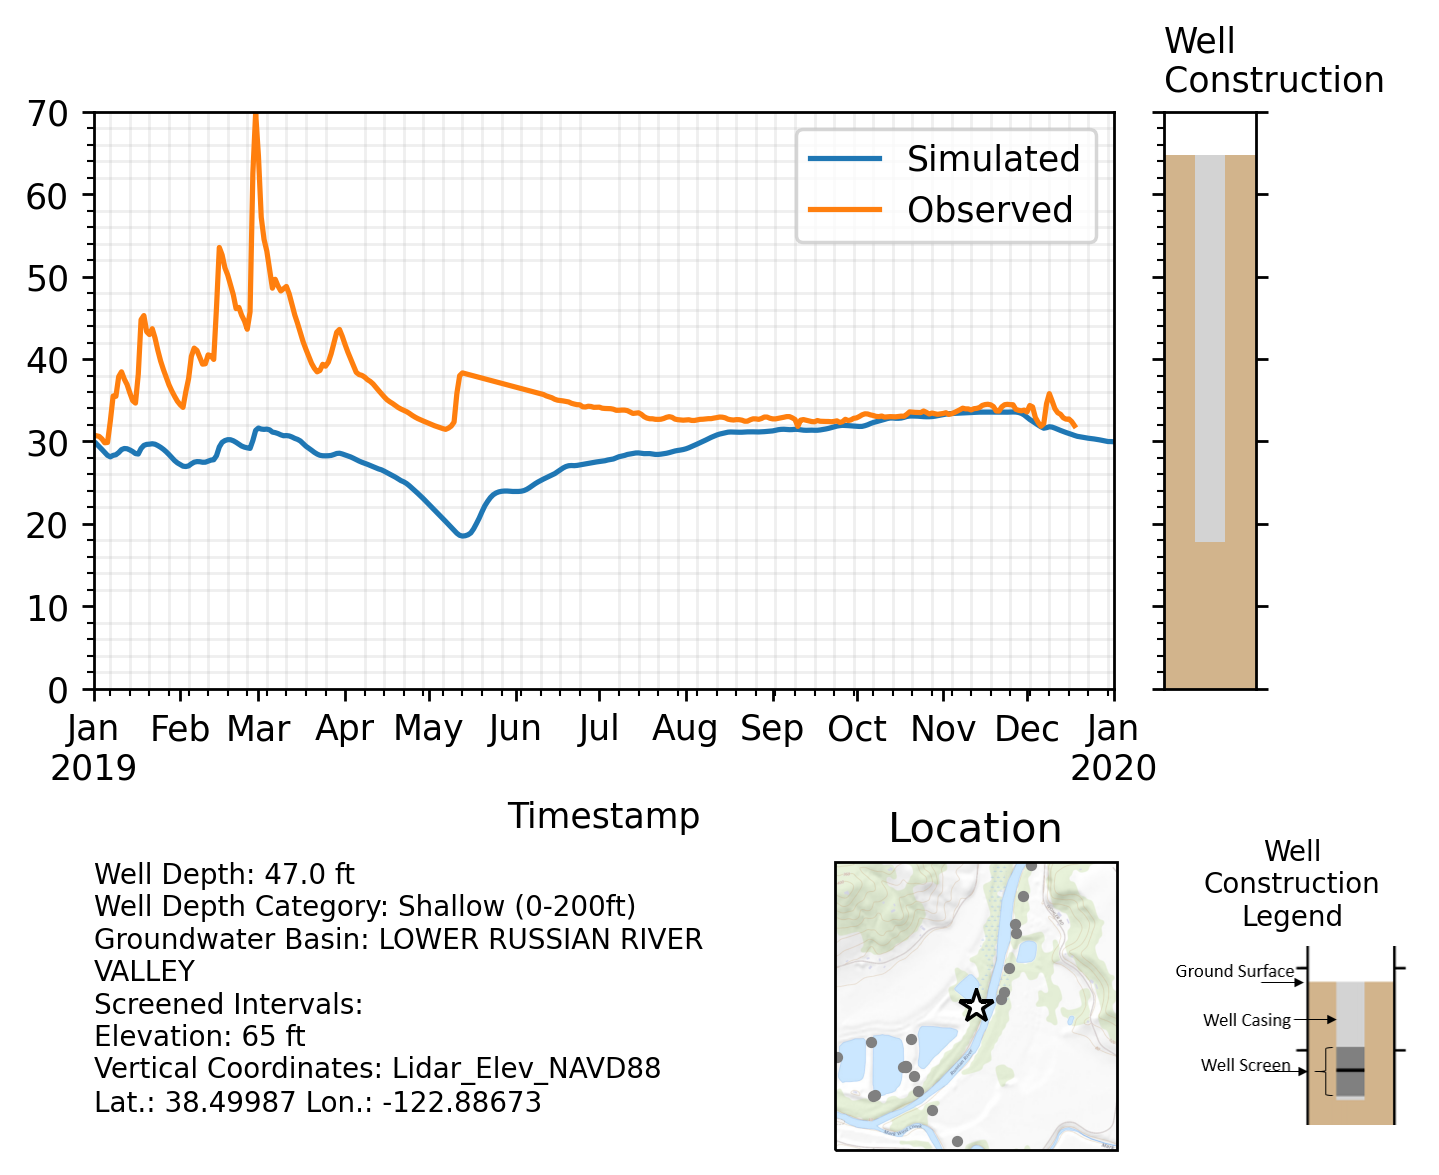 Well
Construction
70
60
50
40
30
20
10
0
Simulated
Observed
Jan Feb Mar Apr May Jun Jul Aug Sep Oct Nov Dec Jan
2019 2020
Timestamp
Well Depth: 47.0 ft
Well Depth Category: Shallow (0-200ft)
Groundwater Basin: LOWER RUSSIAN RIVER
VALLEY
Screened Intervals:
Elevation: 65 ft
Vertical Coordinates: Lidar_Elev_NAVD88
Lat.: 38.49987 Lon.: -122.88673
Location
Well
Construction
Legend
Ground Surface
Well Casing
Well Screen